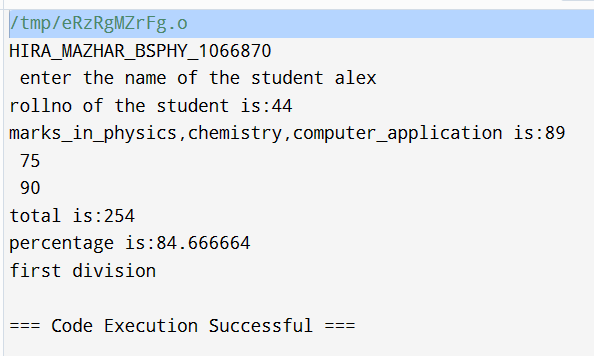 /tmp/eRzRgMZrFg.o
HIRA_MAZHAR_BSPHY_1066870
 enter the name of the student alex
rollno of the student is:44
marks_in_physics,chemistry,computer_application is:89
 75
 90
total is:254
percentage is:84.666664
first division
=== Code Execution Successful ===